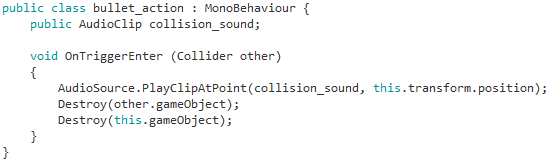 public class bullet_action : MonoBehaviour {
    public AudioClip collision_sound;

    void OnTriggerEnter (Collider other)
    {
        AudioSource.PlayClipAtPoint(collision_sound, this.transform.position);
        Destroy(other.gameObject);
        Destroy(this.gameObject);
    }
}